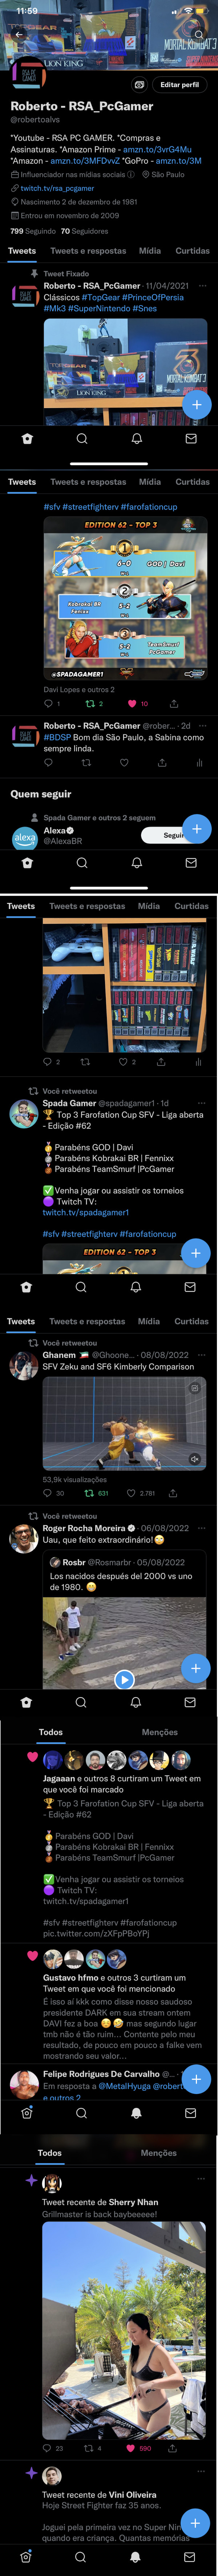 11:59
TOPGEAR
LION KING
MORTAL KOMBAT 3
RSA PC
GAMER
Editar perfil
Roberto - RSA_PcGamer
@robertoalvs
"Youtube - RSA PC GAMER. *Compras e
Assinaturas. *Amazon Prime - amzn.to/3vrG4Mu
*Amazon - amzn.to/3MFDvvZ *GoPro - amzn.to/3M
Influenciador nas mídias sociais São Paulo
twitch.tv/rsa_pcgamer
Nascimento 2 de dezembro de 1981
Entrou em novembro de 2009
799 Seguindo 70 Seguidores
Tweets Tweets e respostas Mídia Curtidas
Tweet Fixado
Roberto - RSA_PcGamer · 11/04/2021
Clássicos #TopGear #PrinceOfPersia
#Mk3 #SuperNintendo #Snes
LION KING
Tweets Tweets e respostas Mídia Curtidas
#sfv #streetfighterv #farofationcup
EDITION 62 - TOP 3
1
6-0 GOD | Davi
2
Kobrakai BR
Fenixx 5-2
3
5-2 TeamSmurf
PcGamer
@SPADAGAMER1
Davi Lopes e outros 2
1 2 10
Roberto - RSA_PcGamer @rober... · 2d
#BDSP Bom dia São Paulo, a Sabina como
sempre linda.
Quem seguir
Spada Gamer e outros 2 seguem
alexa
Alexa
@AlexaBR
Seguir
Tweets Tweets e respostas Mídia Curtidas
2 2
Você retweetou
Spada Gamer @spadagamer1 · 1d
🏆 Top 3 Farofation Cup SFV - Liga aberta
- Edição #62
🥇Parabéns GOD | Davi
🥈Parabéns Kobrakai BR | Fennixx
🥉Parabéns TeamSmurf |PcGamer
✅Venha jogar ou assistir os torneios
🟣 Twitch TV:
twitch.tv/spadagamer1
#sfv #streetfighterv #farofationcup
EDITION 62 - TOP 3
Tweets Tweets e respostas Mídia Curtidas
Você retweetou
Ghanem 🇰🇼 @Ghoone... · 08/08/2022
SFV Zeku and SF6 Kimberly Comparison
53,9k visualizações
30 631 2.781
Você retweetou
Roger Rocha Moreira · 06/08/2022
Uau, que feito extraordinário!😁
Rosbr @Rosmarbr · 05/08/2022
Los nacidos después del 2000 vs uno
de 1980. 😬
Todos Menções
Jagaaan e outros 8 curtiram um Tweet em
que você foi marcado
🏆 Top 3 Farofation Cup SFV - Liga aberta
- Edição #62
🥇Parabéns GOD | Davi
🥈Parabéns Kobrakai BR | Fennixx
🥉Parabéns TeamSmurf |PcGamer
✅Venha jogar ou assistir os torneios
🟣 Twitch TV:
twitch.tv/spadagamer1
#sfv #streetfighterv #farofationcup
pic.twitter.com/zXFpPBoYPj
Gustavo hfmo e outros 3 curtiram um
Tweet em que você foi mencionado
É isso aí kkk como disse nosso saudoso
presidente DARK em sua stream ontem
DAVI fez a boa ☺️🤣 mas segundo lugar
tmb não é tão ruim... Contente pelo meu
resultado, de pouco em pouco a falke vem
mostrando seu valor...
Felipe Rodrigues De Carvalho @...
Em resposta a @MetalHyuga @robert
e outros 2
Todos Menções
Tweet recente de Sherry Nhan
Grillmaster is back baybeeeee!
23 4 590
Tweet recente de Vini Oliveira
Hoje Street Fighter faz 35 anos.
Joguei pela primeira vez no Super Nin
quando era criança. Quantas memórias